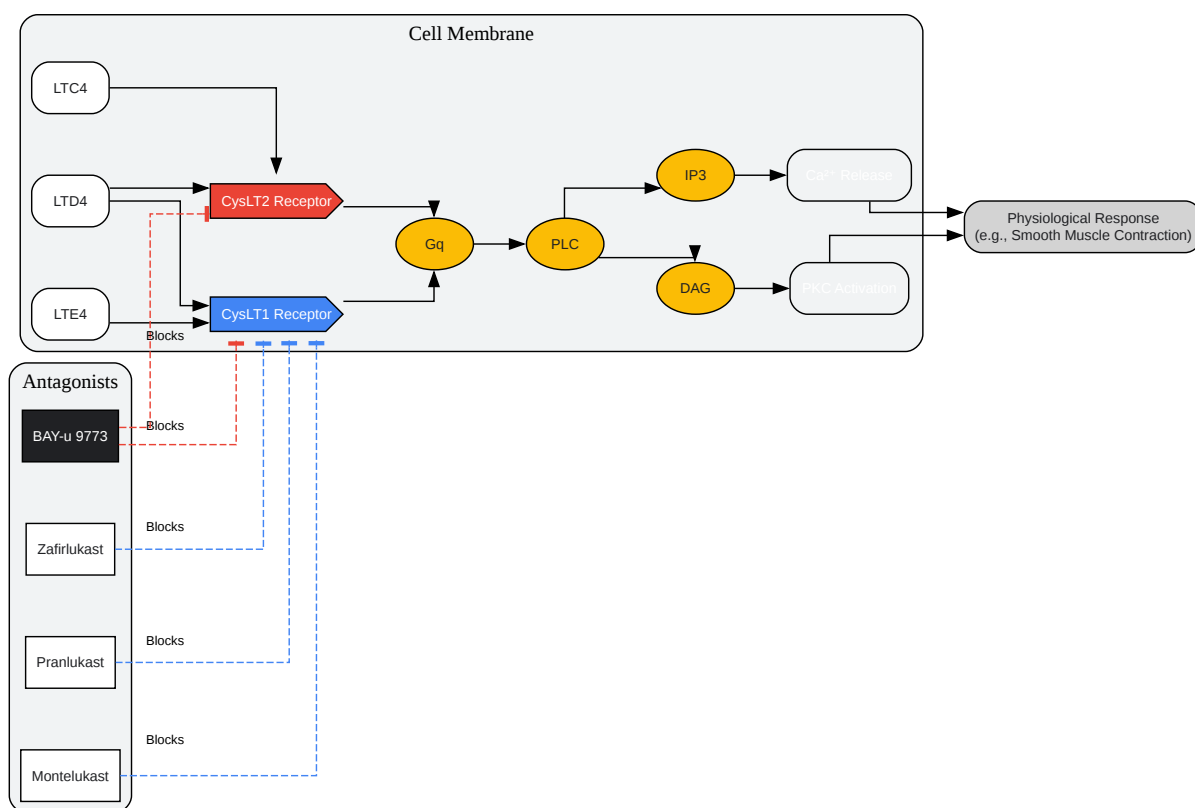 Cell Membrane
LTC4
LTD4
LTE4
CysLT2 Receptor
CysLT1 Receptor
Gq
PLC
IP3
DAG
Ca²⁺ Release
PKC Activation
Physiological Response
(e.g., Smooth Muscle Contraction)
Blocks
Antagonists
BAY-u 9773
Blocks
Zafirlukast
Blocks
Pranlukast
Blocks
Montelukast
Blocks